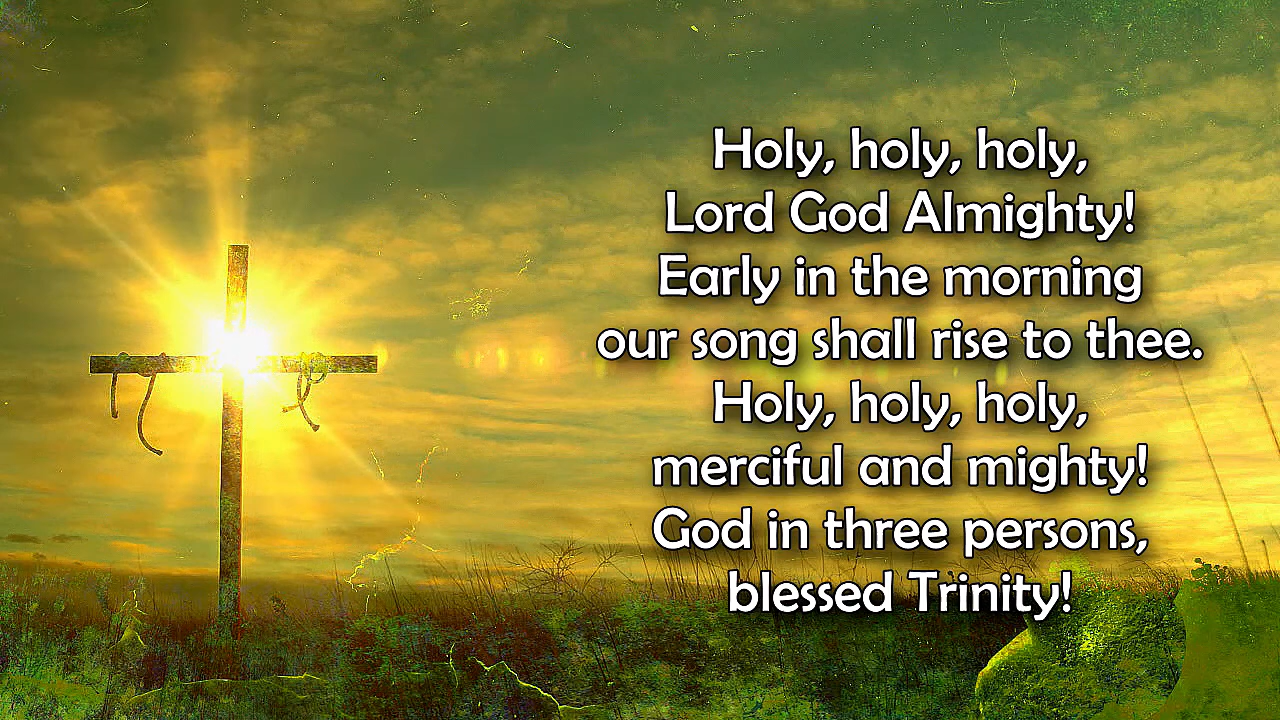 Holy, holy, holy,
Lord God Almighty!
Early in the morning
our song shall rise to thee.
Holy, holy, holy,
merciful and mighty!
God in three persons,
blessed Trinity!